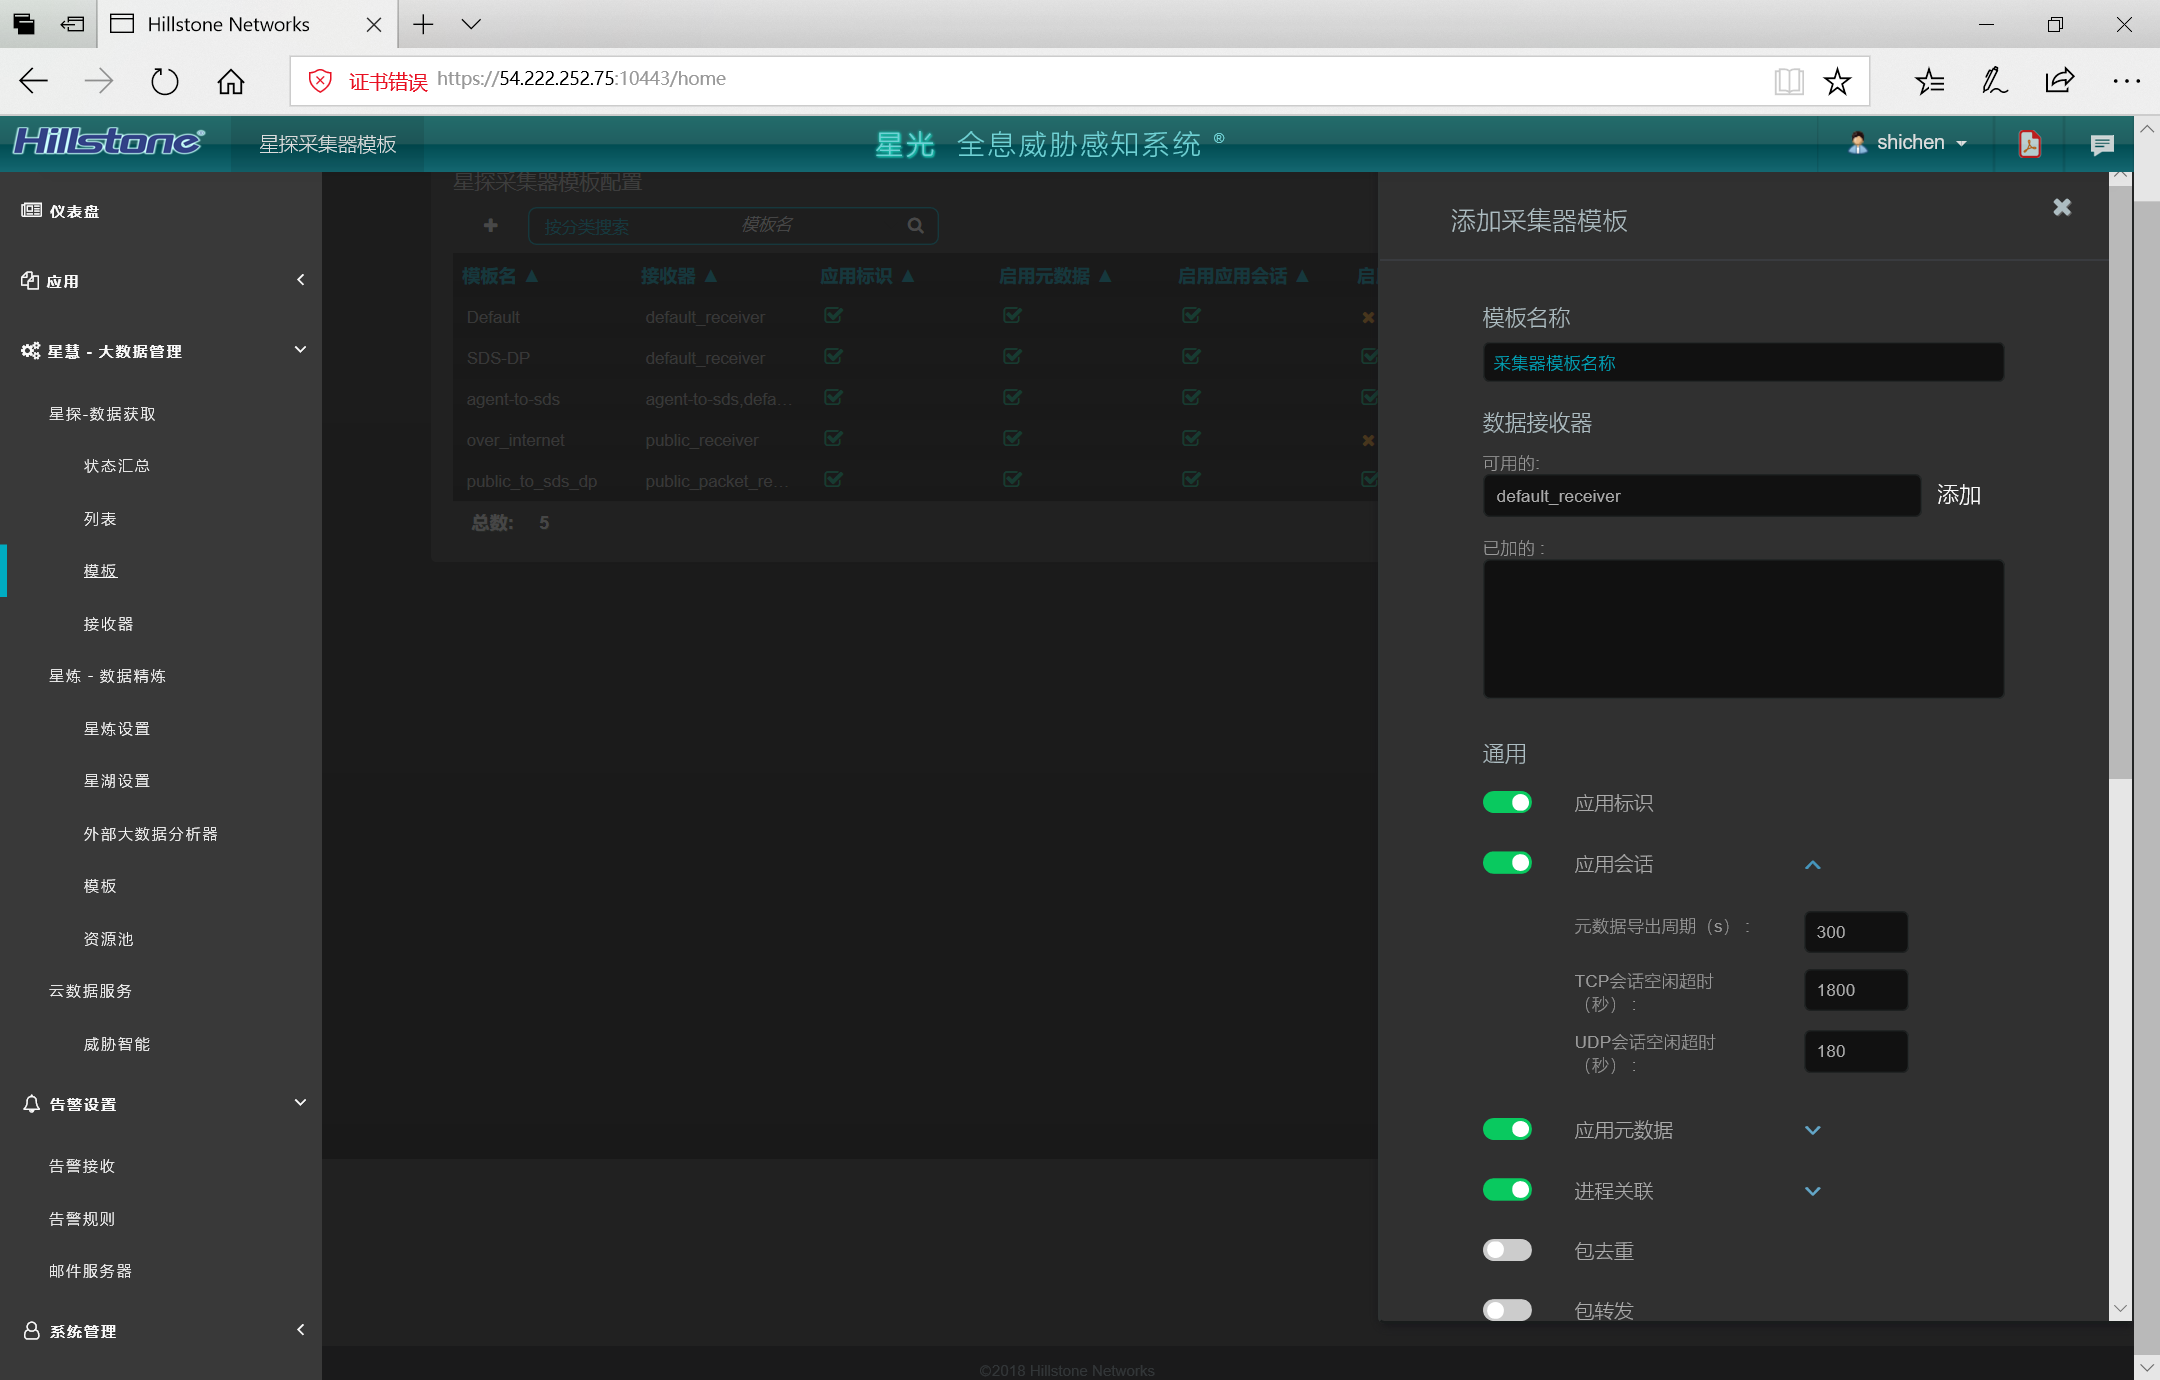 Hillstone Networks
证书错误 https://54.222.252.75:10443/home
Hillstone®
星探采集器模板
星光 全息威胁感知系统 ®
shichen
仪表盘
应用
星慧 - 大数据管理
星探-数据获取
状态汇总
列表
模板
接收器
星炼 - 数据精炼
星炼设置
星湖设置
外部大数据分析器
模板
资源池
云数据服务
威胁智能
告警设置
告警接收
告警规则
邮件服务器
系统管理
星探采集器模板配置
按分类搜索 模板名
模板名 ▲ 接收器 ▲ 应用标识 ▲ 启用元数据 ▲ 启用应用会话 ▲ 启
Default default_receiver
SDS-DP default_receiver
agent-to-sds agent-to-sds,defa...
over_internet public_receiver
public_to_sds_dp public_packet_re...
总数: 5
添加采集器模板
模板名称
采集器模板名称
数据接收器
可用的:
default_receiver 添加
已加的 :
通用
应用标识
应用会话
元数据导出周期（s） : 300
TCP会话空闲超时
（秒） : 1800
UDP会话空闲超时
（秒） : 180
应用元数据
进程关联
包去重
包转发
©2018 Hillstone Networks